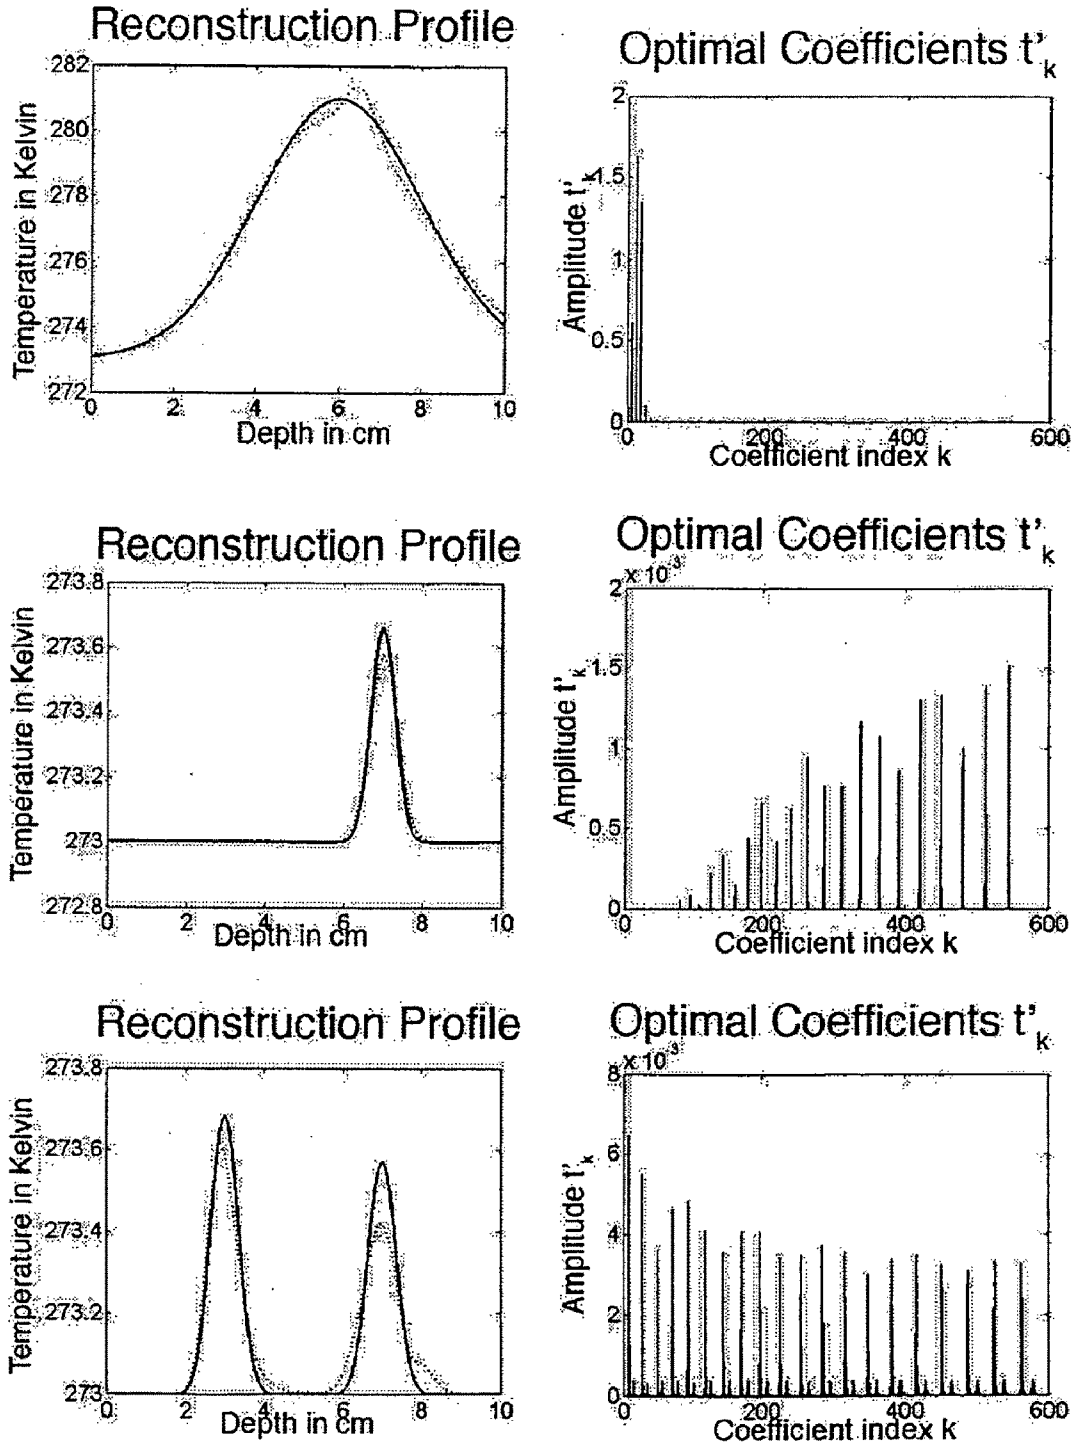 Reconstruction Profile
Optimal Coefficients t'k
282
280
278
276
274
272
Temperature in Kelvin
0 2 4 6 8 10
Depth in cm
2
1.5
1
0.5
0
Amplitude t'k
0 200 400 600
Coefficient index k
Reconstruction Profile
Optimal Coefficients t'k
273.8
273.6
273.4
273.2
273
272.8
Temperature in Kelvin
0 2 4 6 8 10
Depth in cm
x 10-3
2
1.5
1
0.5
0
Amplitude t'k
0 200 400 600
Coefficient index k
Reconstruction Profile
Optimal Coefficients t'k
273.8
273.6
273.4
273.2
273
Temperature in Kelvin
0 2 4 6 8 10
Depth in cm
x 10-3
8
6
4
2
0
Amplitude t'k
0 200 400 600
Coefficient index k